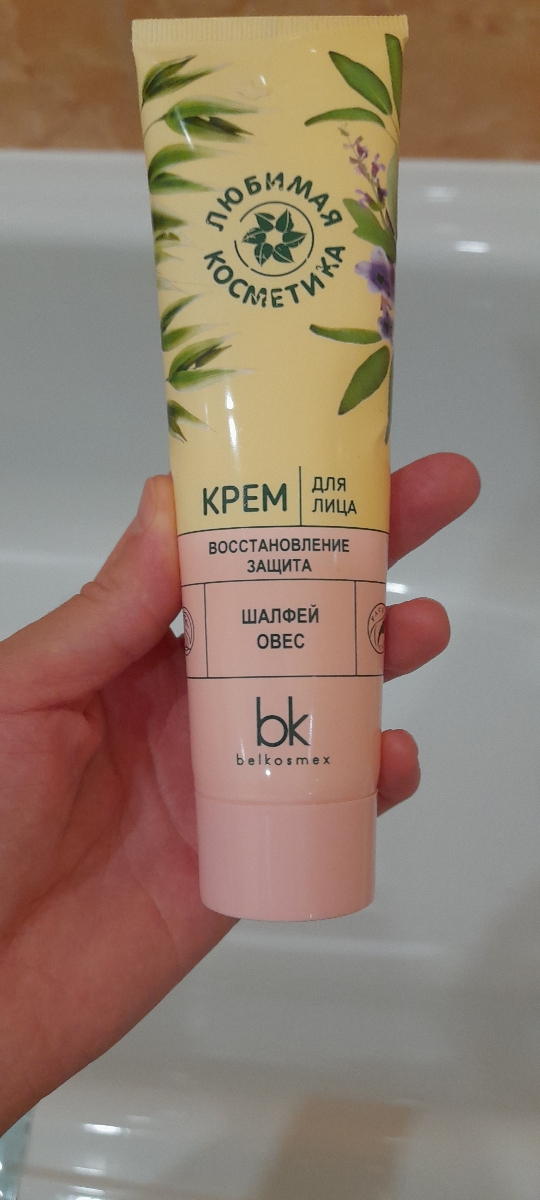 ЛЮБИМАЯ
КОСМЕТИКА
КРЕМ
ДЛЯ
ЛИЦА
ВОССТАНОВЛЕНИЕ
ЗАЩИТА
ШАЛФЕЙ
ОВЕС
bk
belkosmex